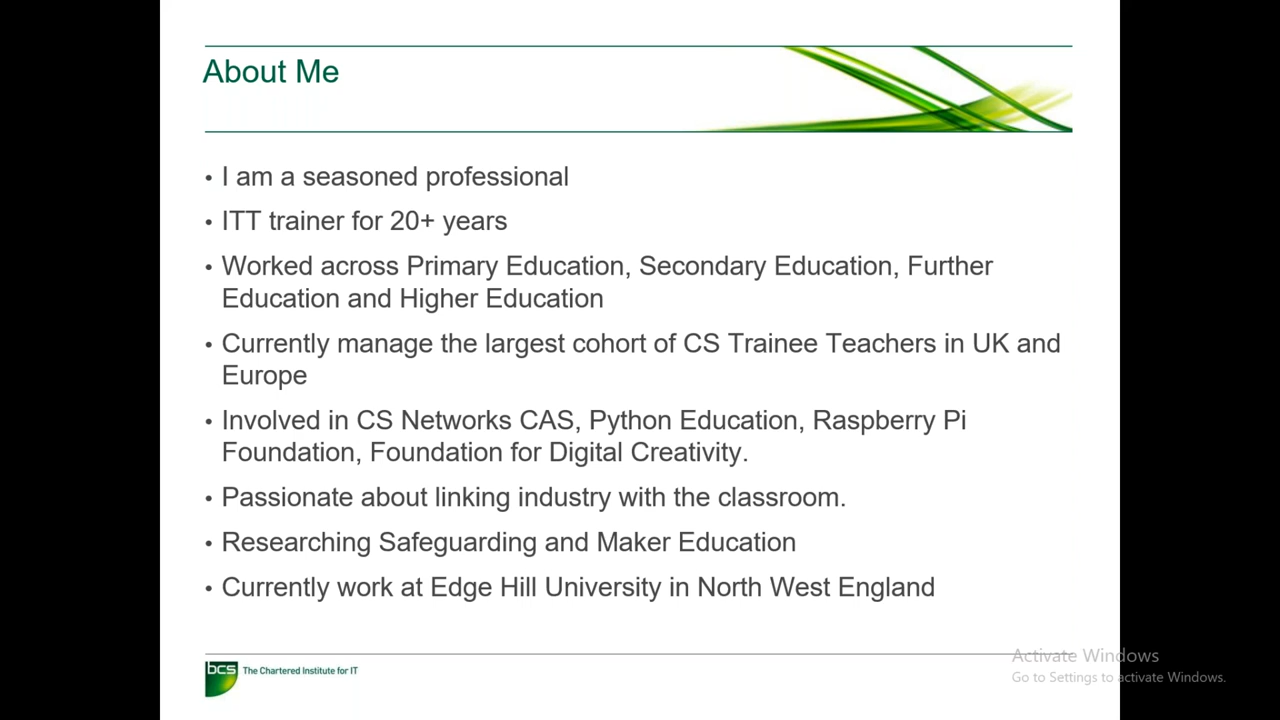 About Me
• I am a seasoned professional
• ITT trainer for 20+ years
• Worked across Primary Education, Secondary Education, Further
Education and Higher Education
• Currently manage the largest cohort of CS Trainee Teachers in UK and
Europe
• Involved in CS Networks CAS, Python Education, Raspberry Pi
Foundation, Foundation for Digital Creativity.
• Passionate about linking industry with the classroom.
• Researching Safeguarding and Maker Education
• Currently work at Edge Hill University in North West England
bcs The Chartered Institute for IT
Activate Windows
Go to Settings to activate Windows.